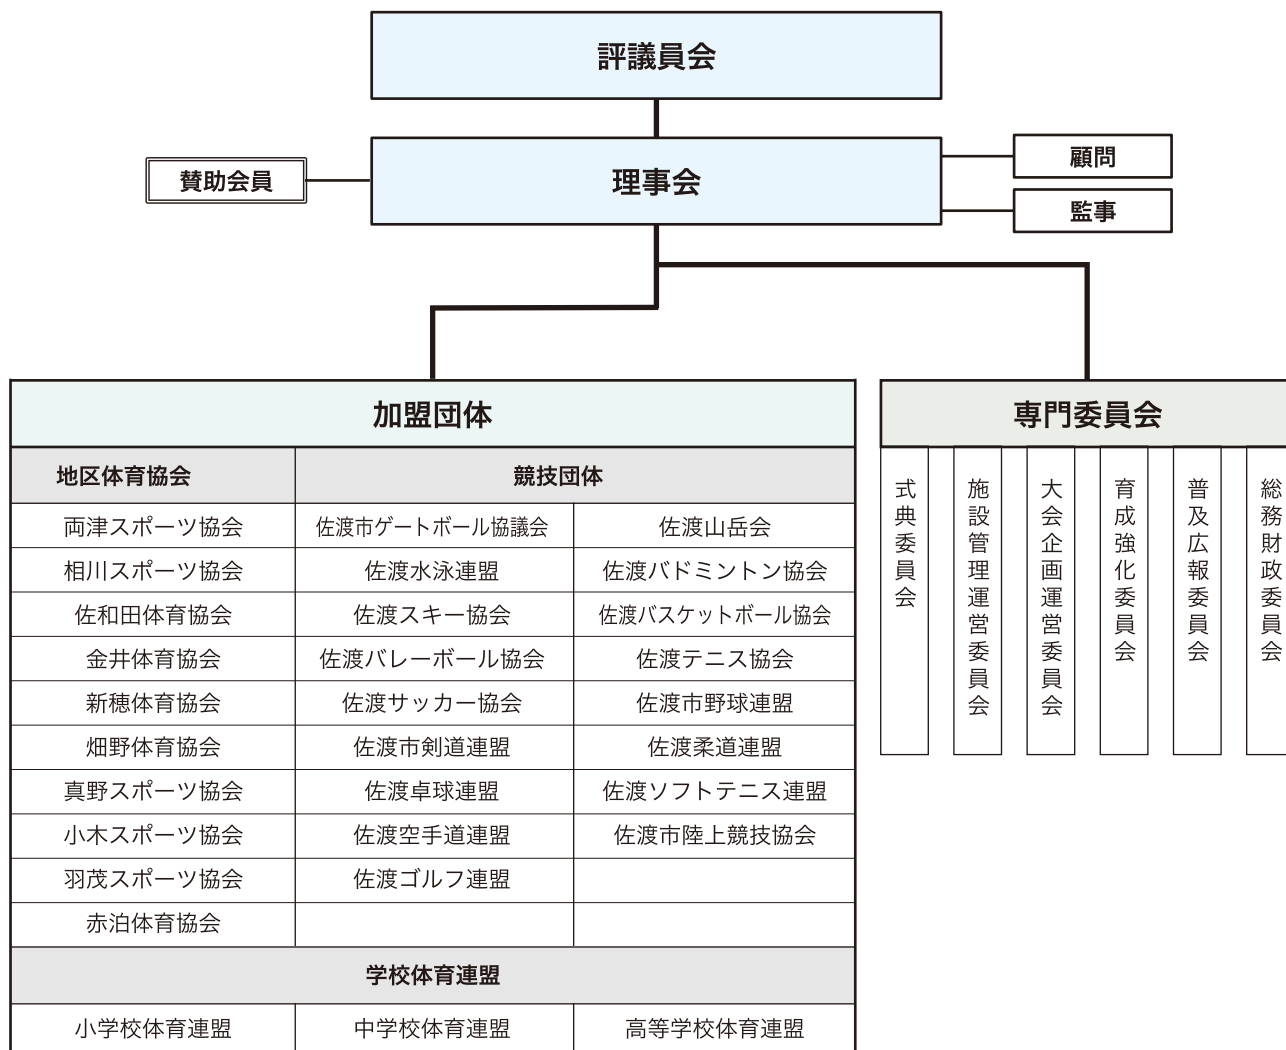 評議員会
理事会
賛助会員
顧問
監事
加盟団体
地区体育協会 競技団体
両津スポーツ協会 佐渡市ゲートボール協議会 佐渡山岳会
相川スポーツ協会 佐渡水泳連盟 佐渡バドミントン協会
佐和田体育協会 佐渡スキー協会 佐渡バスケットボール協会
金井体育協会 佐渡バレーボール協会 佐渡テニス協会
新穂体育協会 佐渡サッカー協会 佐渡市野球連盟
畑野体育協会 佐渡市剣道連盟 佐渡柔道連盟
真野スポーツ協会 佐渡卓球連盟 佐渡ソフトテニス連盟
小木スポーツ協会 佐渡空手道連盟 佐渡市陸上競技協会
羽茂スポーツ協会 佐渡ゴルフ連盟
赤泊体育協会
学校体育連盟
小学校体育連盟 中学校体育連盟 高等学校体育連盟
専門委員会
式典委員会
施設管理運営委員会
大会企画運営委員会
育成強化委員会
普及広報委員会
総務財政委員会